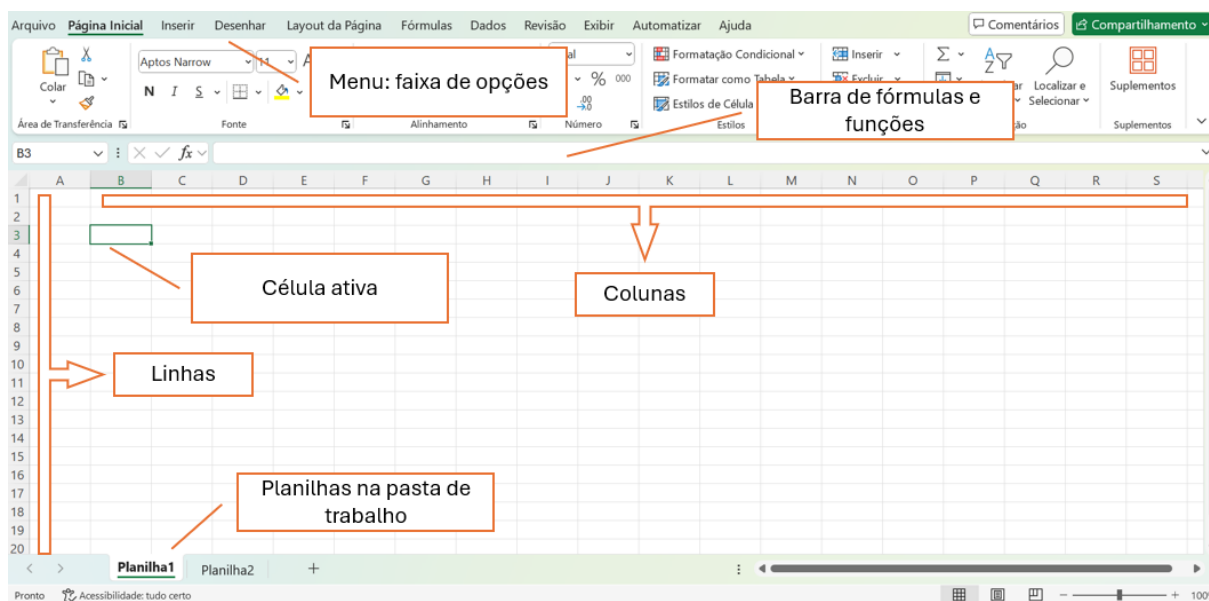 Arquivo Página Inicial Inserir Desenhar Layout da Página Fórmulas Dados Revisão Exibir Automatizar Ajuda Comentários Compartilhamento
Aptos Narrow 11 Formatação Condicional Inserir
Menu: faixa de opções
Colar N I S % 000 Formatar como Tabela Excluir Localizar e Selecionar Suplementos
Estilos de Célula
Barra de fórmulas e
funções
Área de Transferência Fonte Alinhamento Número Estilos Suplementos
B3 fx
A B C D E F G H I J K L M N O P Q R S
1
2
3
4
5
Célula ativa
Colunas
6
7
8
9
10
Linhas
11
12
13
14
15
16
Planilhas na pasta de
trabalho
17
18
19
20
Planilha1 Planilha2 +
Pronto Acessibilidade: tudo certo - + 100